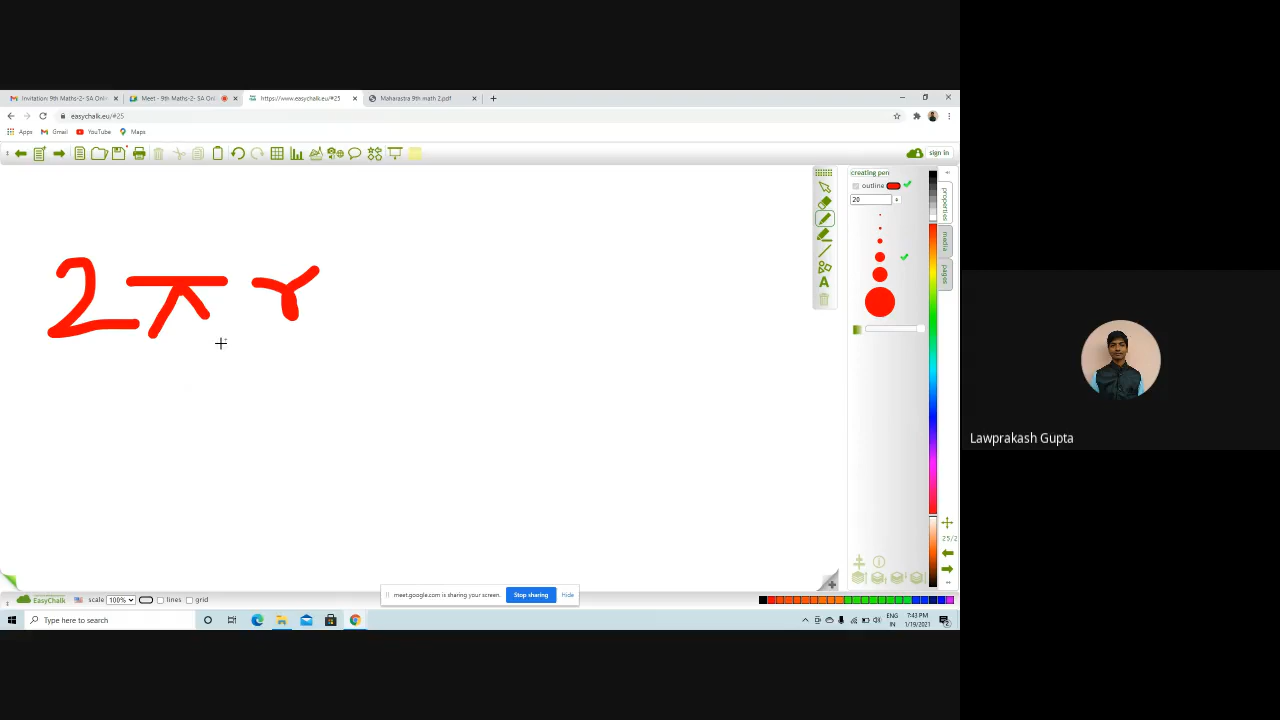 Invitation: 9th Maths-2- SA Onli
Meet - 9th Maths-2- SA Onl
https://www.easychalk.eu/#25
Maharastra 9th math 2.pdf
easychalk.eu/#25
Apps
Gmail
YouTube
Maps
sign in
creating pen
outline
20
properties
media
pages
2πr
Lawprakash Gupta
25/2
EasyChalk
scale
100%
lines
grid
meet.google.com is sharing your screen.
Stop sharing
Hide
Type here to search
ENG
IN
7:43 PM
1/19/2021